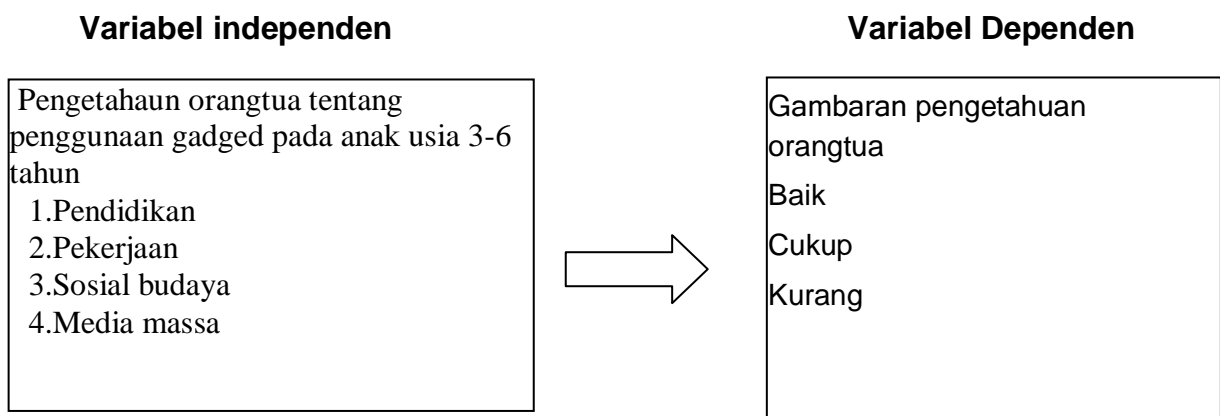 Variabel independen
Variabel Dependen
Pengetahaun orangtua tentang
penggunaan gadged pada anak usia 3-6
tahun
1.Pendidikan
2.Pekerjaan
3.Sosial budaya
4.Media massa
Gambaran pengetahuan
orangtua
Baik
Cukup
Kurang